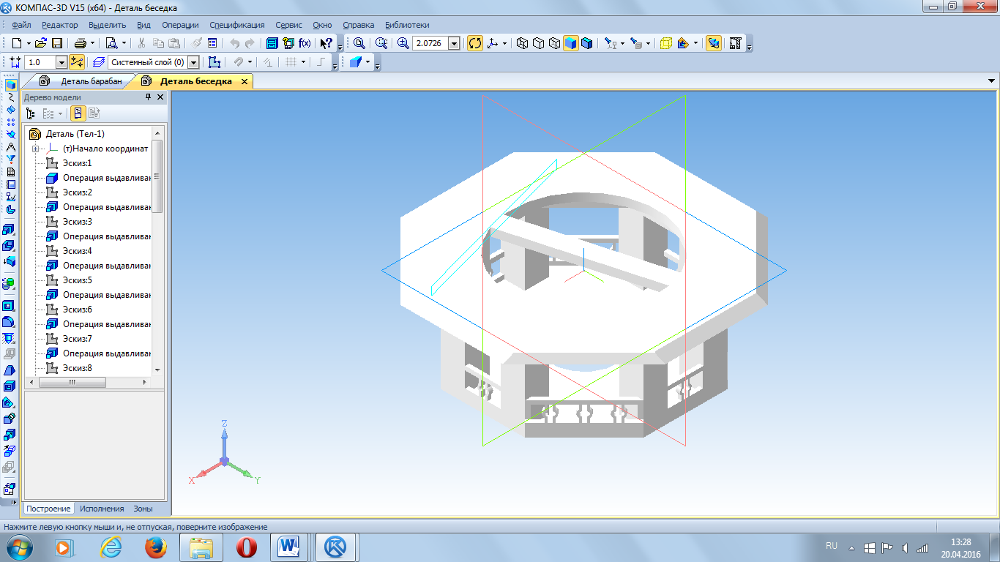 КОМПАС-3D V15 (x64) - Деталь беседка
Файл Редактор Выделить Вид Операции Спецификация Сервис Окно Справка Библиотеки
2.0726
f(x)
1.0 Системный слой (0)
Деталь барабан Деталь беседка
Дерево модели
Деталь (Тел-1)
(т)Начало координат
Эскиз:1
Операция выдавливан
Эскиз:2
Операция выдавливан
Эскиз:3
Операция выдавливан
Эскиз:4
Операция выдавливан
Эскиз:5
Операция выдавливан
Эскиз:6
Операция выдавливан
Эскиз:7
Операция выдавливан
Эскиз:8
Z
X
Y
Построение Исполнения Зоны
Нажмите левую кнопку мыши и, не отпуская, поверните изображение
RU
13:28
20.04.2016